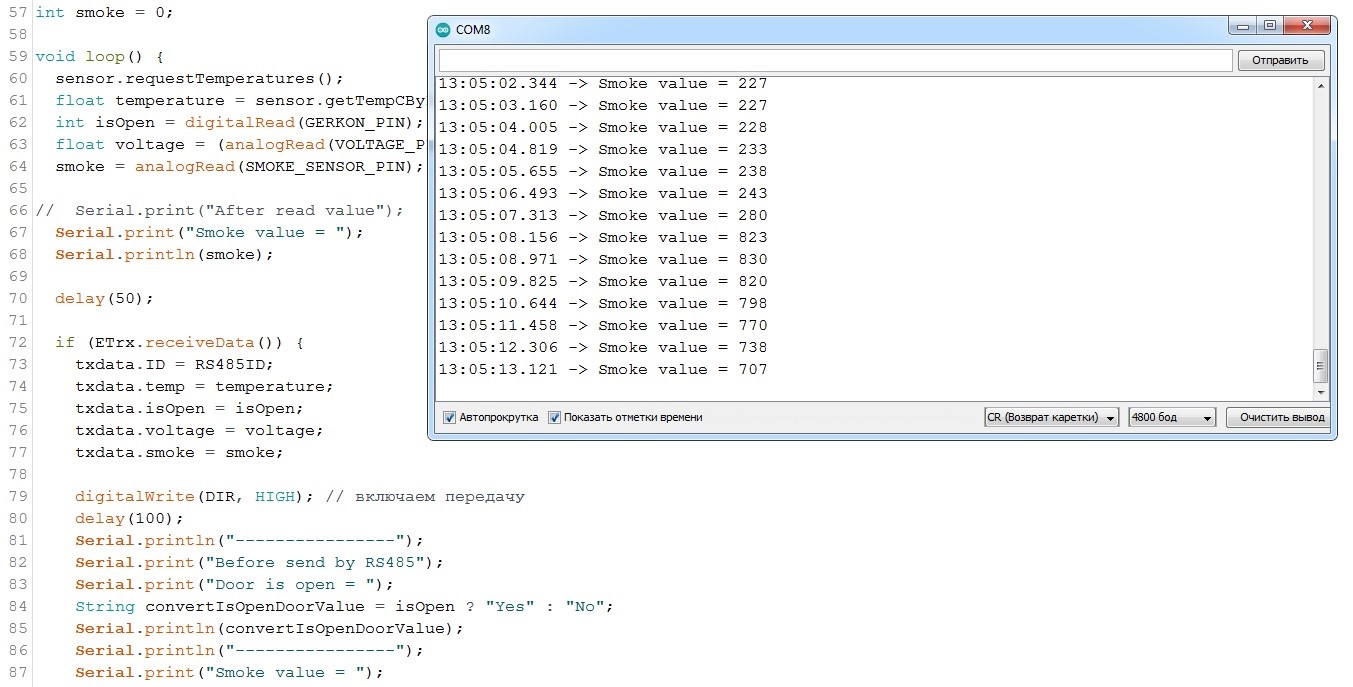 57 int smoke = 0;
58
59 void loop() {
60 sensor.requestTemperatures();
61 float temperature = sensor.getTempCBy
62 int isOpen = digitalRead(GERKON_PIN);
63 float voltage = (analogRead(VOLTAGE_P
64 smoke = analogRead(SMOKE_SENSOR_PIN);
65
66 // Serial.print("After read value");
67 Serial.print("Smoke value = ");
68 Serial.println(smoke);
69
70 delay(50);
71
72 if (ETrx.receiveData()) {
73 txdata.ID = RS485ID;
74 txdata.temp = temperature;
75 txdata.isOpen = isOpen;
76 txdata.voltage = voltage;
77 txdata.smoke = smoke;
78
79 digitalWrite(DIR, HIGH); // включаем передачу
80 delay(100);
81 Serial.println("----------------");
82 Serial.print("Before send by RS485");
83 Serial.print("Door is open = ");
84 String convertIsOpenDoorValue = isOpen ? "Yes" : "No";
85 Serial.println(convertIsOpenDoorValue);
86 Serial.println("----------------");
87 Serial.print("Smoke value = ");
COM8
Отправить
13:05:02.344 -> Smoke value = 227
13:05:03.160 -> Smoke value = 227
13:05:04.005 -> Smoke value = 228
13:05:04.819 -> Smoke value = 233
13:05:05.655 -> Smoke value = 238
13:05:06.493 -> Smoke value = 243
13:05:07.313 -> Smoke value = 280
13:05:08.156 -> Smoke value = 823
13:05:08.971 -> Smoke value = 830
13:05:09.825 -> Smoke value = 820
13:05:10.644 -> Smoke value = 798
13:05:11.458 -> Smoke value = 770
13:05:12.306 -> Smoke value = 738
13:05:13.121 -> Smoke value = 707
Автопрокрутка Показать отметки времени CR (Возврат каретки) 4800 бод Очистить вывод